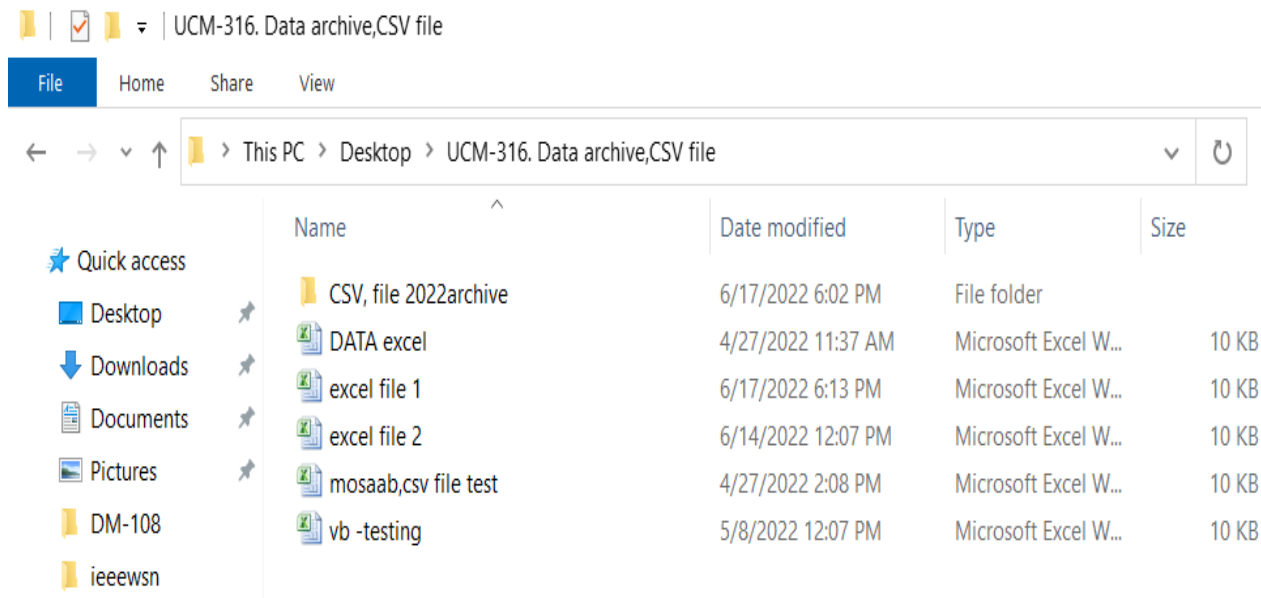 UCM-316. Data archive,CSV file
File Home Share View
This PC > Desktop > UCM-316. Data archive,CSV file
Name Date modified Type Size
Quick access
CSV, file 2022archive 6/17/2022 6:02 PM File folder
Desktop
DATA excel 4/27/2022 11:37 AM Microsoft Excel W... 10 KB
Downloads
excel file 1 6/17/2022 6:13 PM Microsoft Excel W... 10 KB
Documents
excel file 2 6/14/2022 12:07 PM Microsoft Excel W... 10 KB
Pictures
mosaab,csv file test 4/27/2022 2:08 PM Microsoft Excel W... 10 KB
DM-108
vb -testing 5/8/2022 12:07 PM Microsoft Excel W... 10 KB
ieeewsn